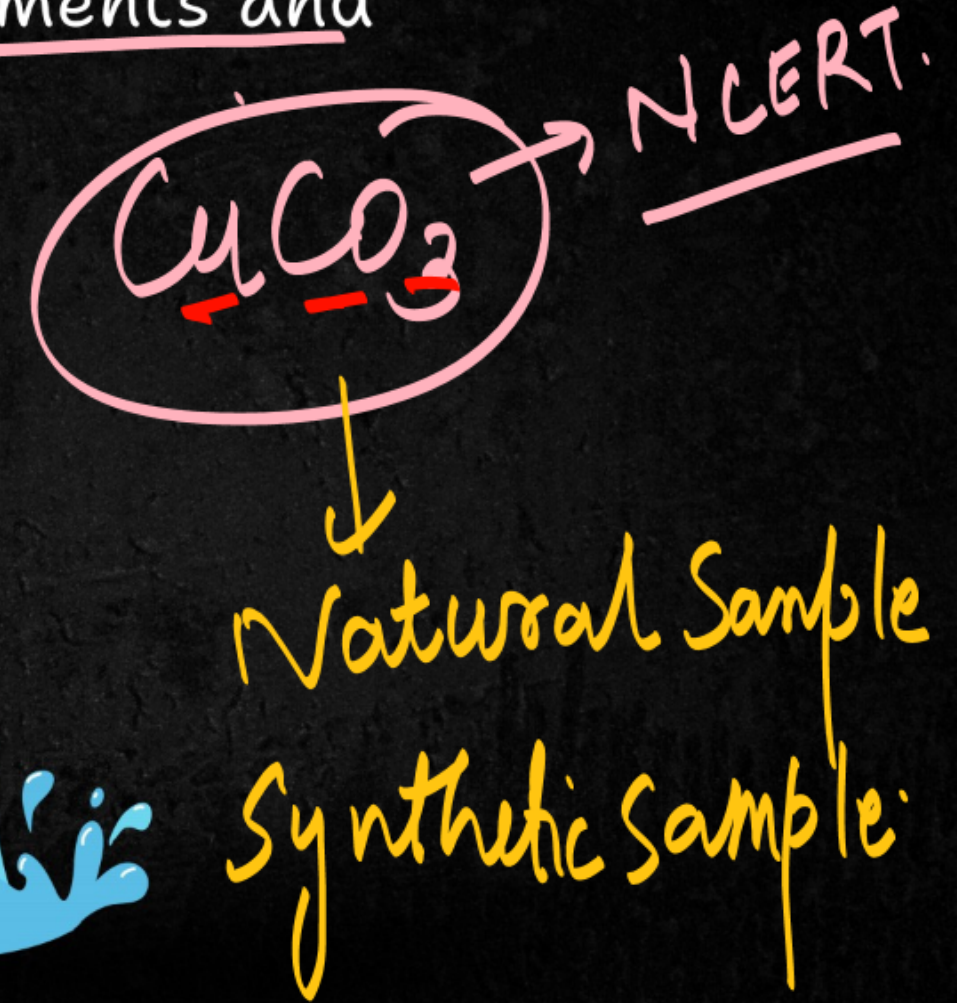 ments and
CuCO3 → NCERT.
Natural Sample
Synthetic Sample.